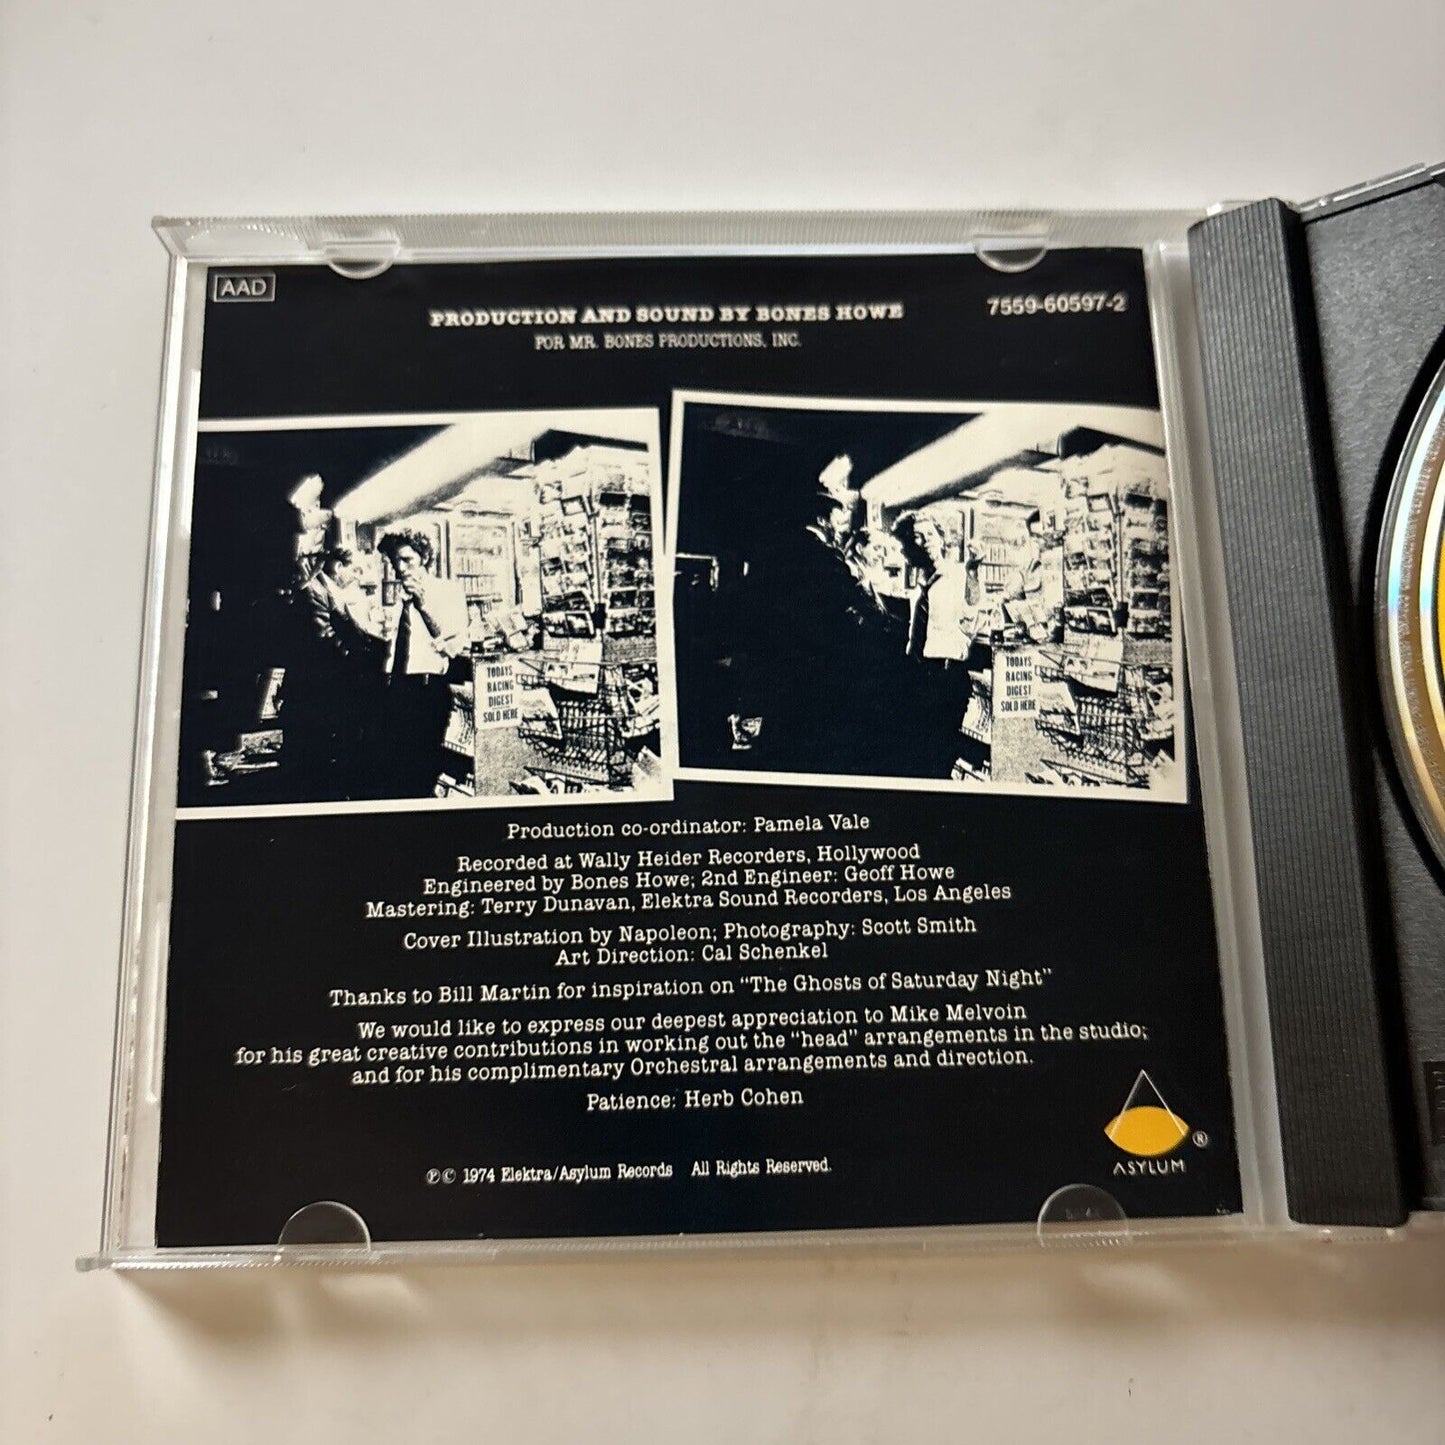 AAD
PRODUCTION AND SOUND BY BONES HOWE
7559-60597-2
FOR MR. BONES PRODUCTIONS, INC.
TODAYS
RACING
DIGEST
SOLD HERE
TODAYS
RACING
DIGEST
SOLD HERE
Production co-ordinator: Pamela Vale
Recorded at Wally Heider Recorders, Hollywood
Engineered by Bones Howe; 2nd Engineer: Geoff Howe
Mastering: Terry Dunavan, Elektra Sound Recorders, Los Angeles
Cover Illustration by Napoleon; Photography: Scott Smith
Art Direction: Cal Schenkel
Thanks to Bill Martin for inspiration on "The Ghosts of Saturday Night"
We would like to express our deepest appreciation to Mike Melvoin
for his great creative contributions in working out the "head" arrangements in the studio;
and for his complimentary Orchestral arrangements and direction.
Patience: Herb Cohen
℗© 1974 Elektra/Asylum Records All Rights Reserved.
®
ASYLUM